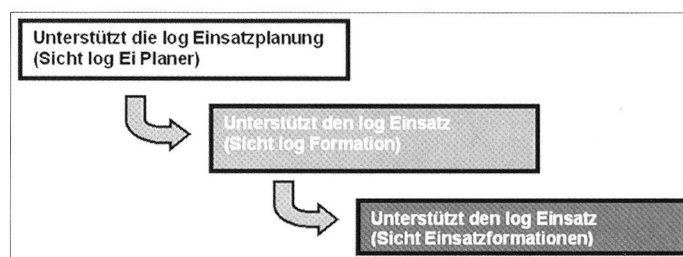 Unterstützt die log Einsatzplanung
(Sicht log Ei Planer)
Unterstützt den log Einsatz
(Sicht log Formation)
Unterstützt den log Einsatz
(Sicht Einsatzformationen)